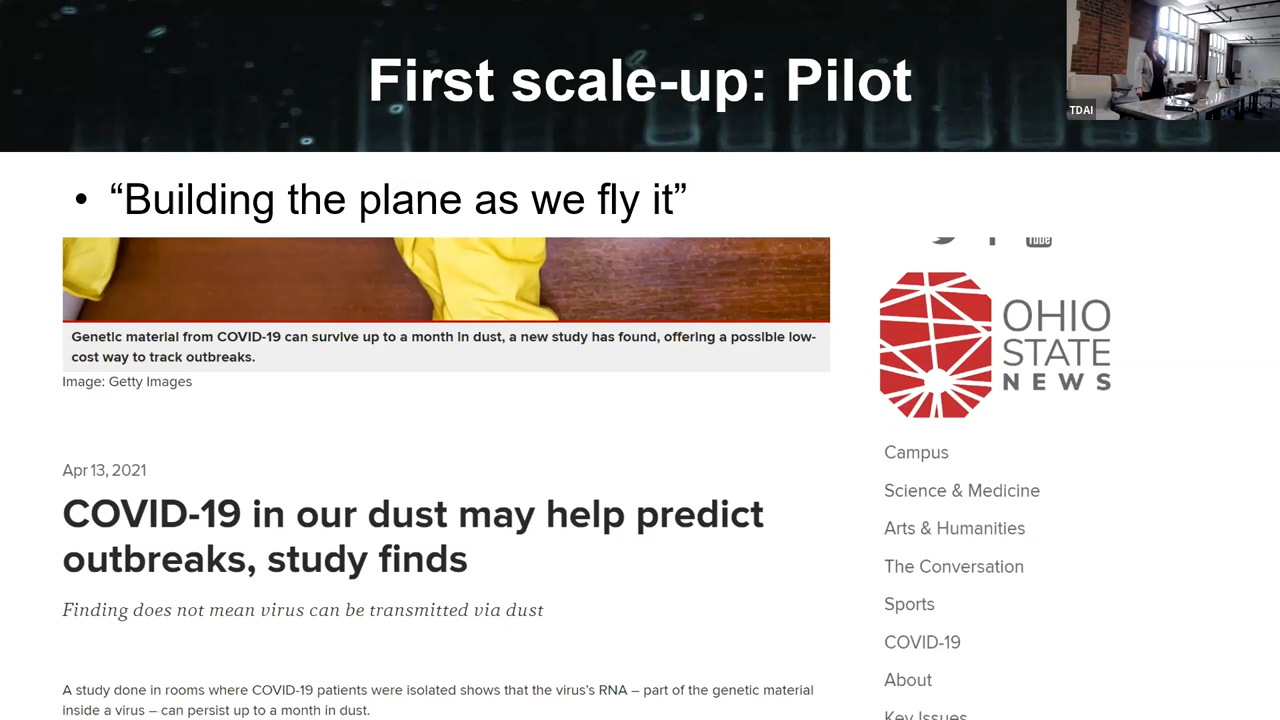 First scale-up: Pilot
TDAI
• “Building the plane as we fly it”
Genetic material from COVID-19 can survive up to a month in dust, a new study has found, offering a possible low-
cost way to track outbreaks.
Image: Getty Images
Apr 13, 2021
COVID-19 in our dust may help predict
outbreaks, study finds
Finding does not mean virus can be transmitted via dust
A study done in rooms where COVID-19 patients were isolated shows that the virus’s RNA – part of the genetic material
inside a virus – can persist up to a month in dust.
Tube
OHIO
STATE
NEWS
Campus
Science & Medicine
Arts & Humanities
The Conversation
Sports
COVID-19
About
Key Issues